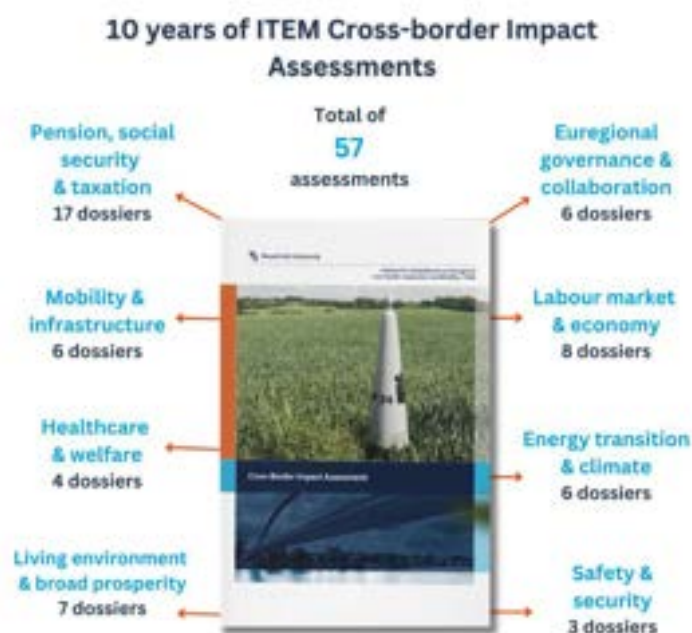 10 years of ITEM Cross-border Impact
Assessments
Total of
57
assessments
Pension, social
security
& taxation
17 dossiers
Euregional
governance &
collaboration
6 dossiers
Mobility &
infrastructure
6 dossiers
Labour market
& economy
8 dossiers
Healthcare
& welfare
4 dossiers
Energy transition
& climate
6 dossiers
Living environment
& broad prosperity
7 dossiers
Safety &
security
3 dossiers
Cross-Border Impact Assessment